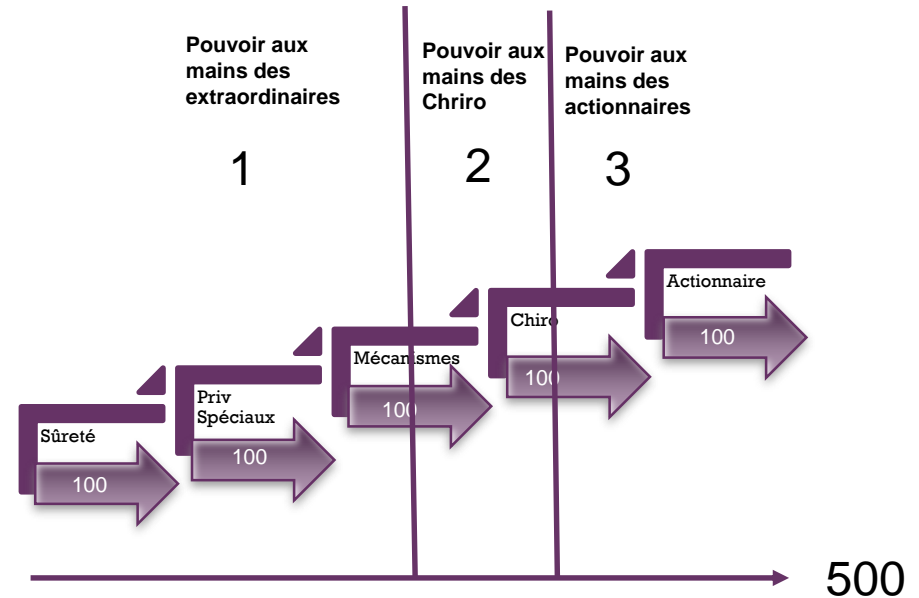 Pouvoir aux
mains des
extraordinaires
Pouvoir aux
mains des
Chriro
Pouvoir aux
mains des
actionnaires
1
2
3
Actionnaire
100
Chiro
100
Mécanismes
100
Priv
Spéciaux
100
Sûreté
100
500